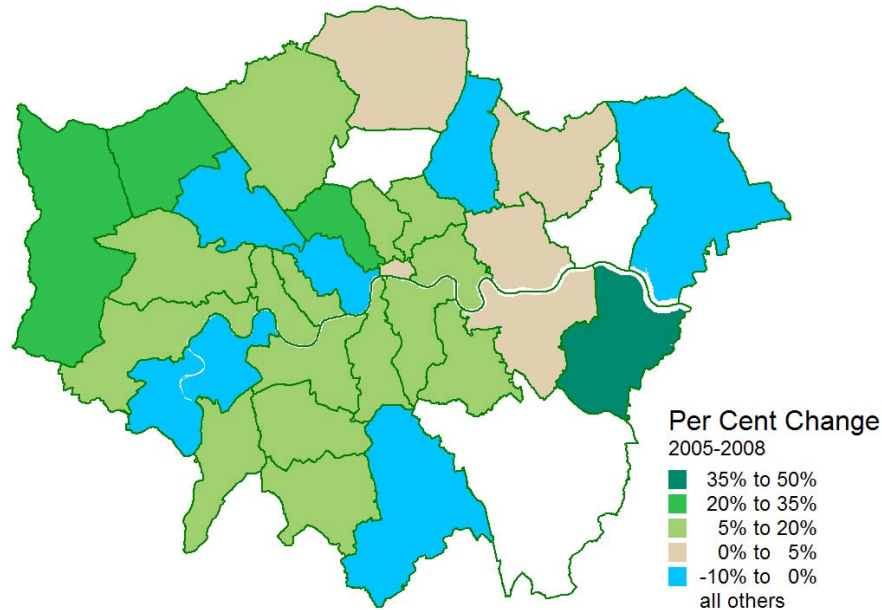 Per Cent Change
2005-2008
35% to 50%
20% to 35%
5% to 20%
0% to 5%
-10% to 0%
all others